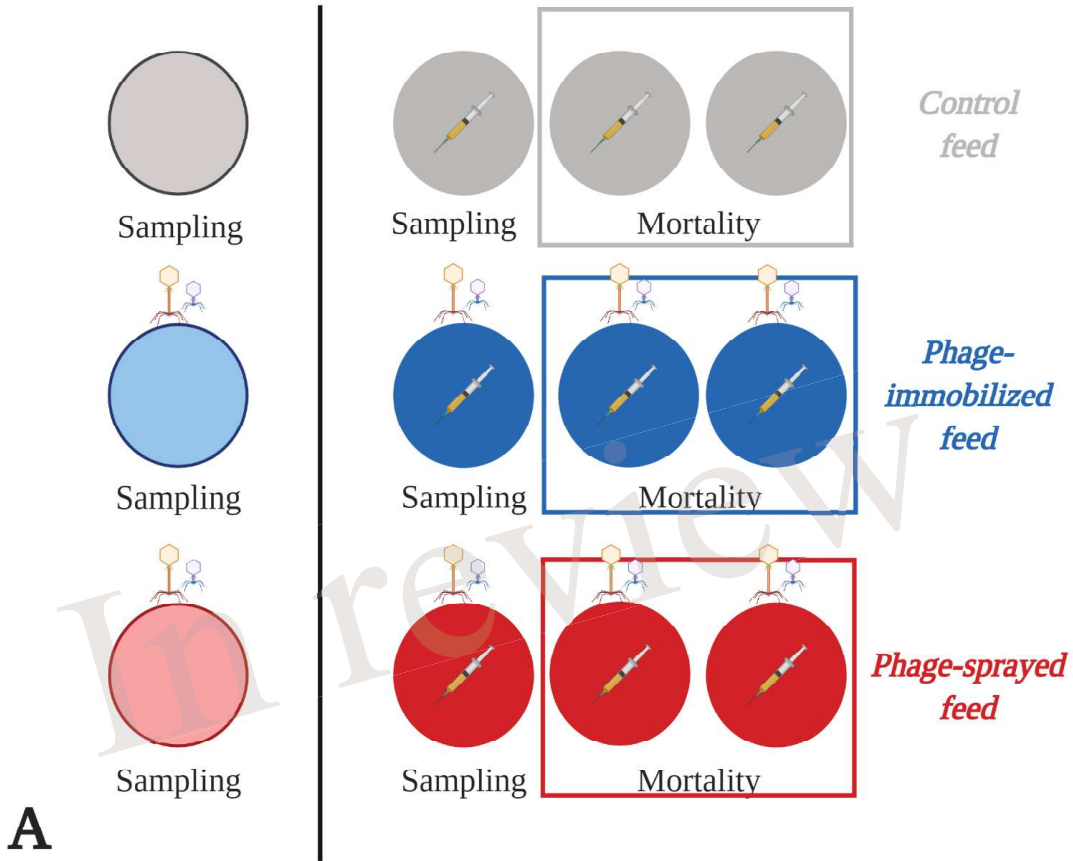 Sampling
Sampling
Mortality
Control
feed
Sampling
Sampling
Mortality
Phage-
immobilized
feed
Sampling
Sampling
Mortality
Phage-sprayed
feed
In review
A